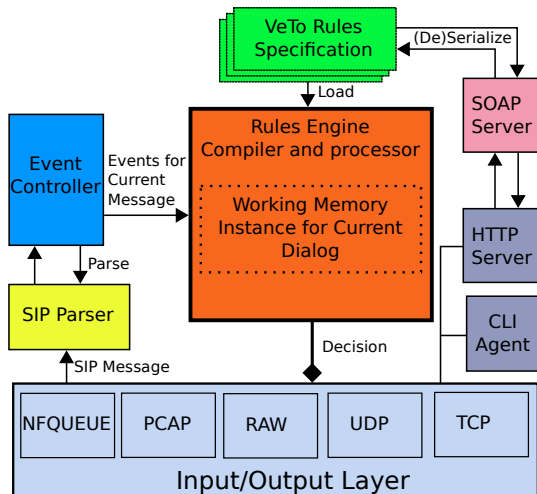 VeTo Rules
Specification
(De)Serialize
Load
SOAP
Server
Rules Engine
Compiler and processor
Event
Controller
Events for
Current
Message
Working Memory
Instance for Current
Dialog
HTTP
Server
Parse
SIP Parser
CLI
Agent
Decision
SIP Message
NFQUEUE
PCAP
RAW
UDP
TCP
Input/Output Layer